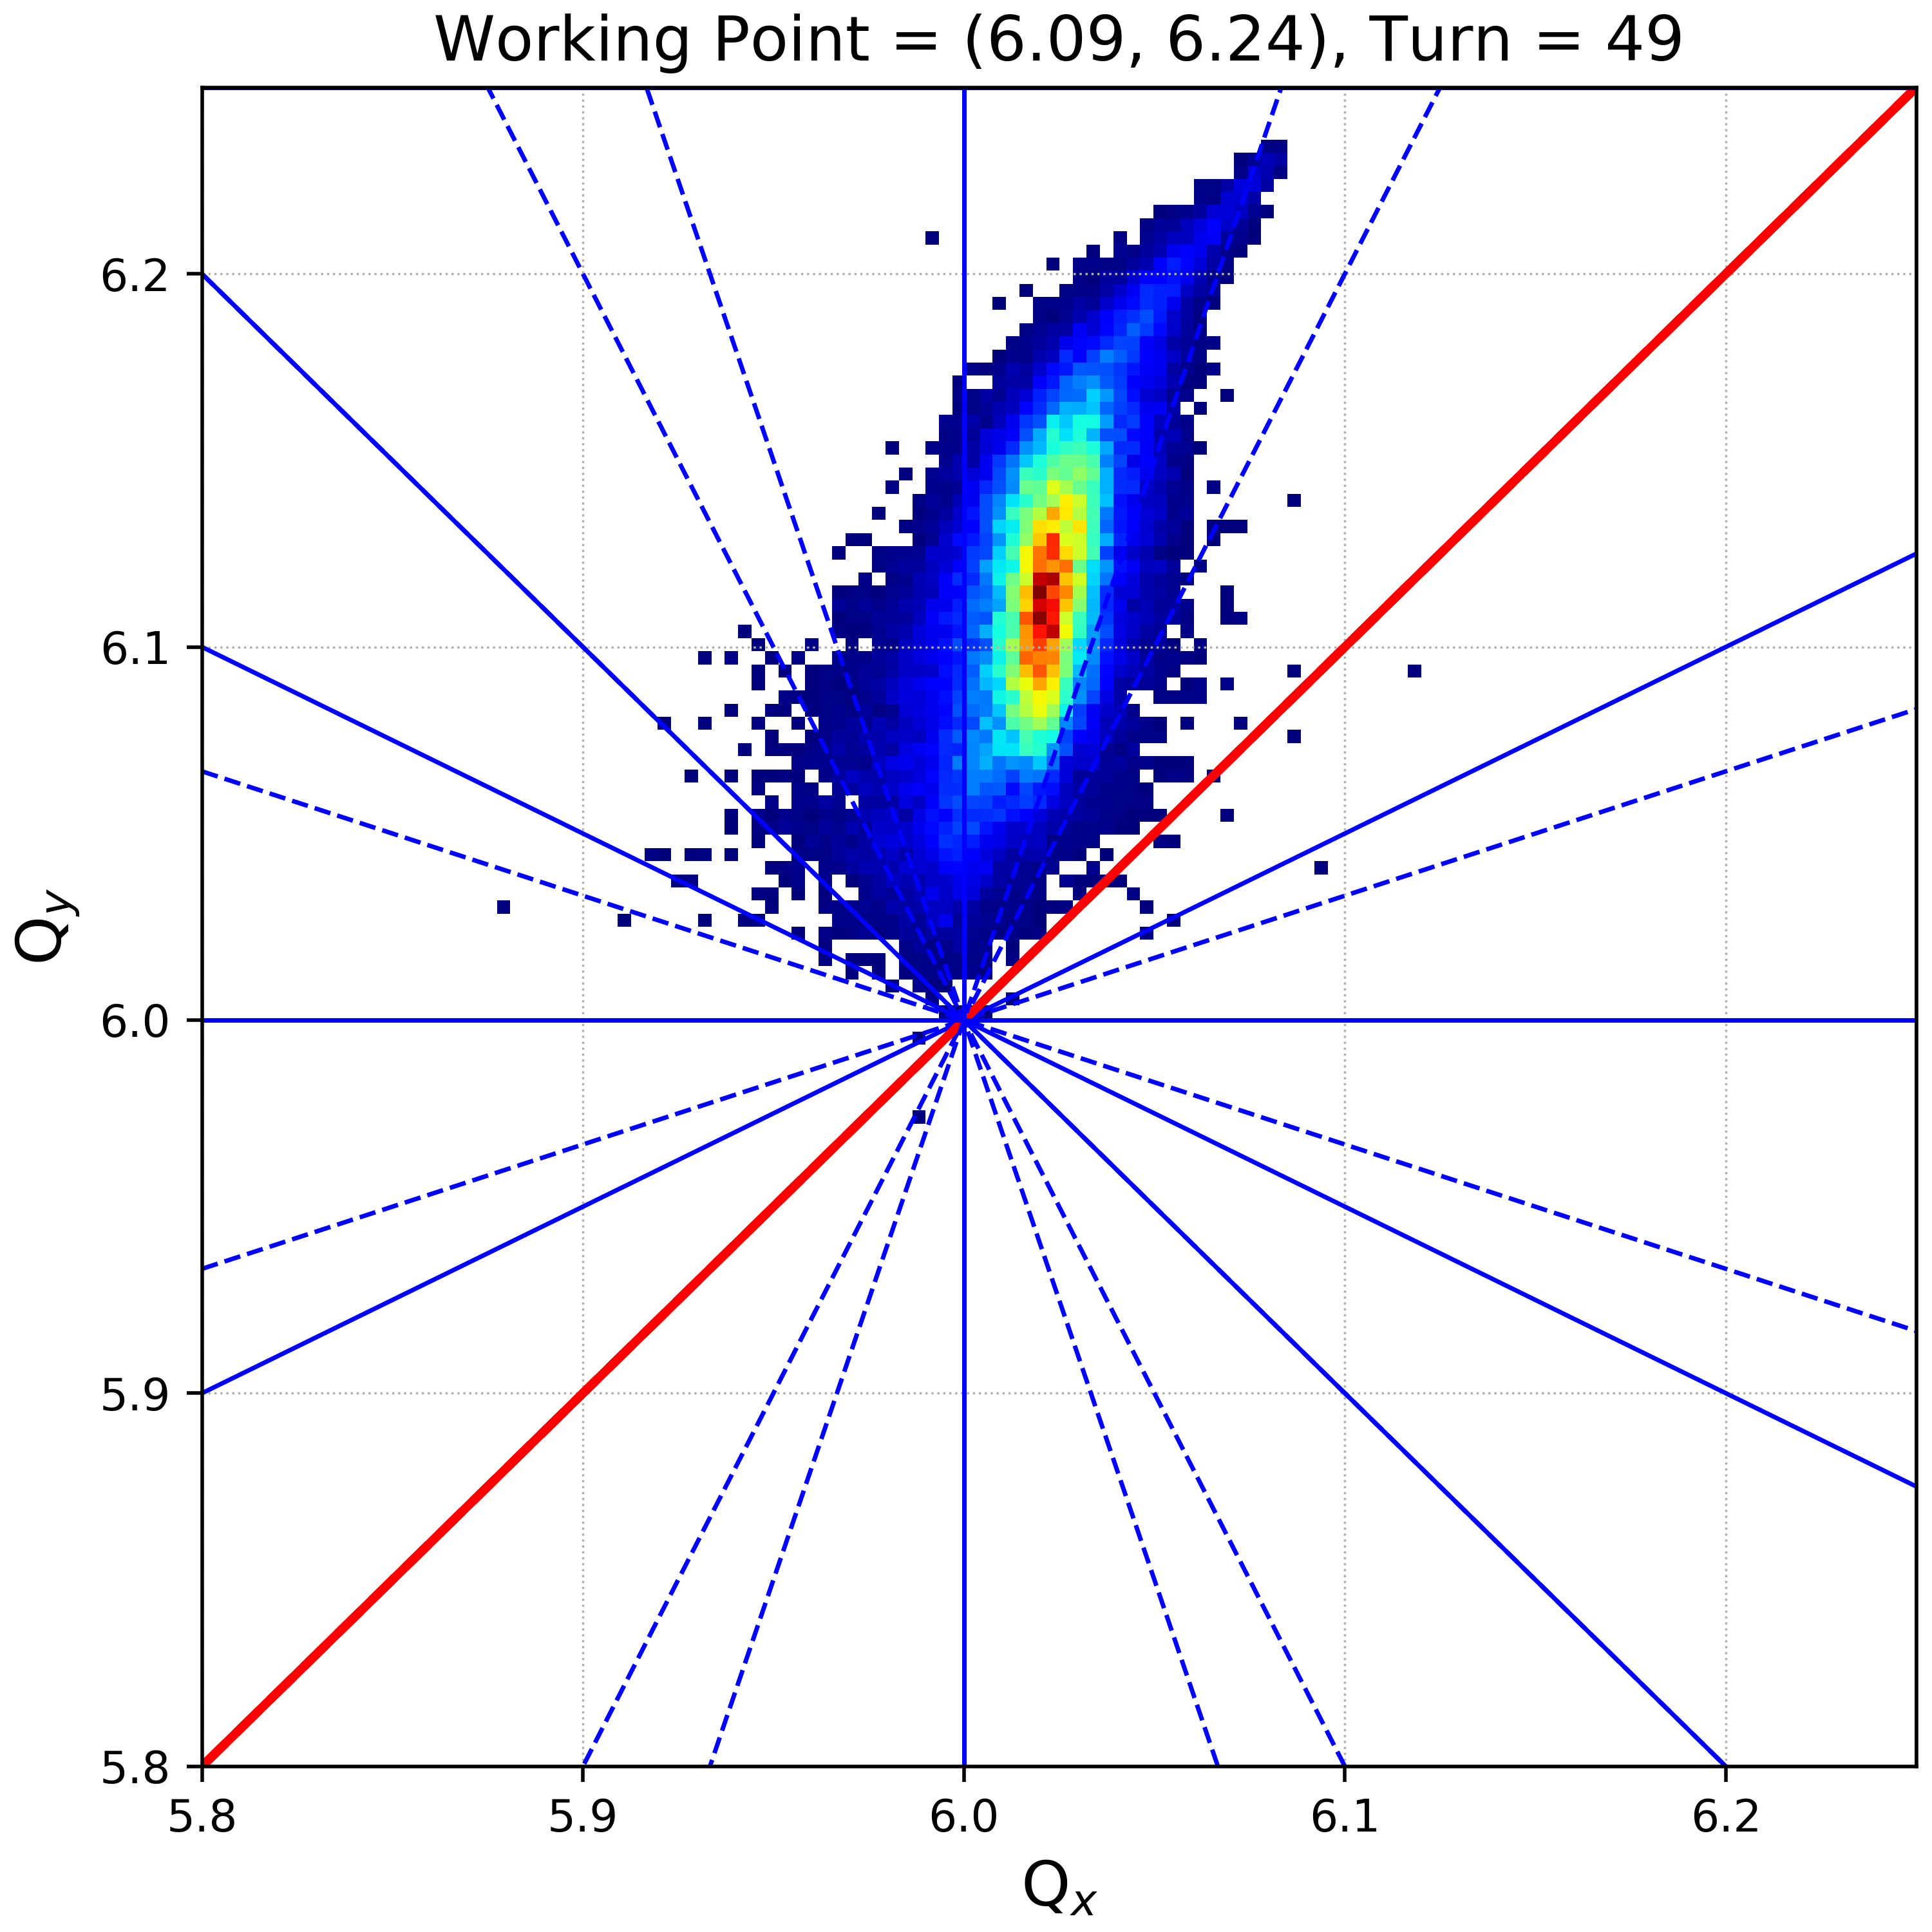 Working Point = (6.09, 6.24), Turn = 49
6.2
6.1
6.0
5.9
5.8
Qy
5.8 5.9 6.0 6.1 6.2
Qx